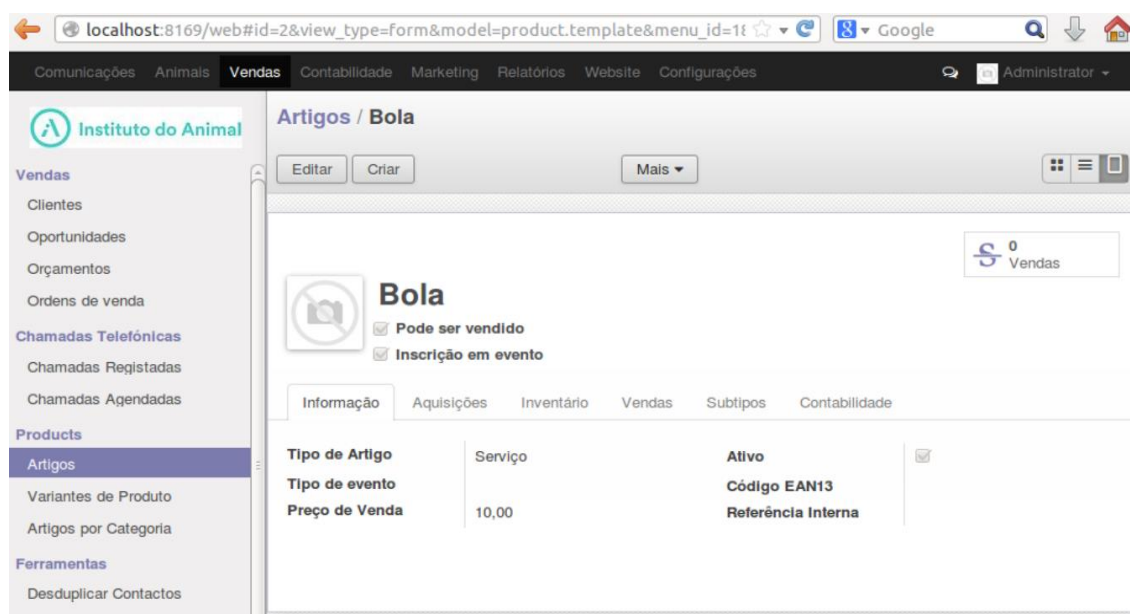 localhost:8169/web#id=2&view_type=form&model=product.template&menu_id=18
Google
Comunicações Animais Vendas Contabilidade Marketing Relatórios Website Configurações Administrator
Instituto do Animal
Artigos / Bola
Editar Criar Mais
Vendas
Clientes
Oportunidades
Orçamentos
Ordens de venda
Chamadas Telefónicas
Chamadas Registadas
Chamadas Agendadas
Products
Artigos
Variantes de Produto
Artigos por Categoria
Ferramentas
Desduplicar Contactos
0
Vendas
Bola
Pode ser vendido
Inscrição em evento
Informação Aquisições Inventário Vendas Subtipos Contabilidade
Tipo de Artigo Serviço Ativo
Tipo de evento Código EAN13
Preço de Venda 10,00 Referência Interna